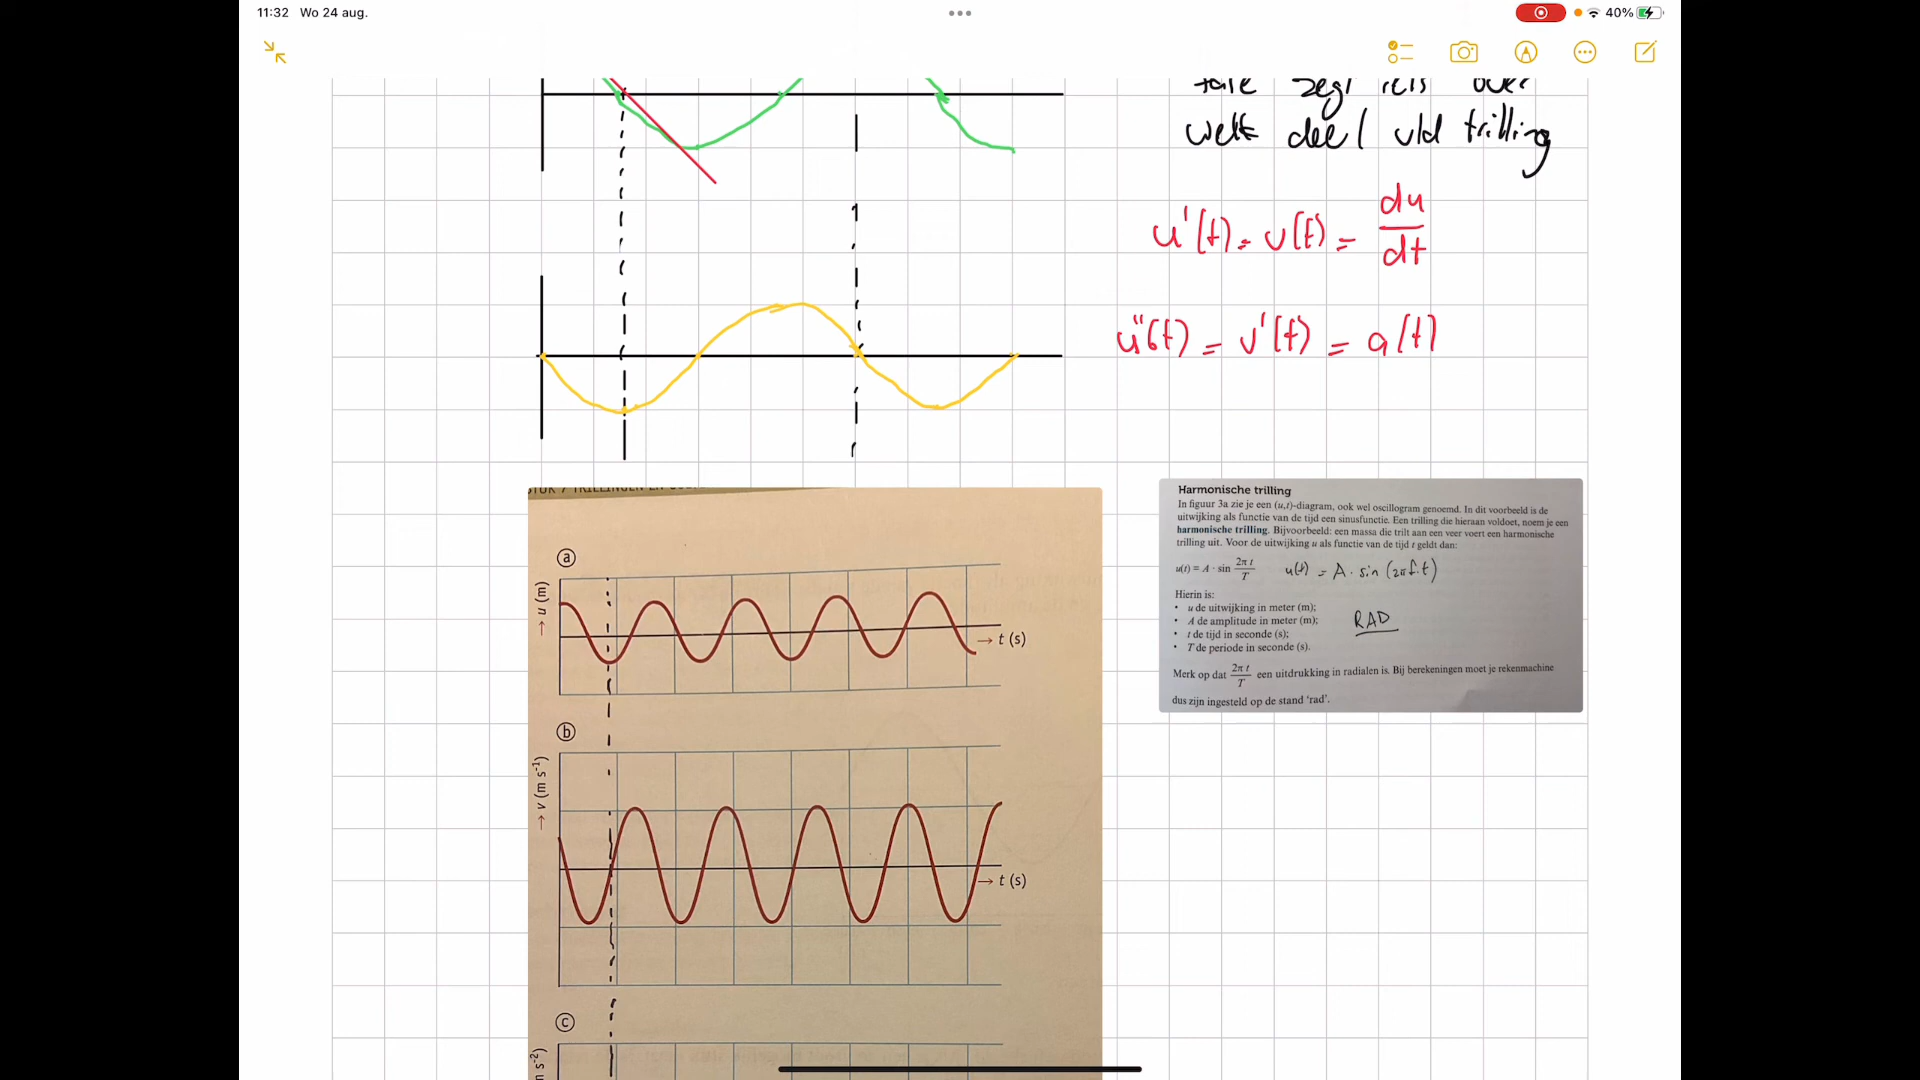 11:32 Wo 24 aug.
40%
zegt iets over
welk deel v/d trilling
u'(t) = v(t) = du/dt
u"(t) = v'(t) = a(t)
ⓐ
→ u (m)
→ t (s)
ⓑ
→ v (m s⁻¹)
→ t (s)
ⓒ
Harmonische trilling
In figuur 3a zie je een (u,t)-diagram, ook wel oscillogram genoemd. In dit voorbeeld is de
uitwijking als functie van de tijd een sinusfunctie. Een trilling die hieraan voldoet, noem je een
harmonische trilling. Bijvoorbeeld: een massa die trilt aan een veer voert een harmonische
trilling uit. Voor de uitwijking u als functie van de tijd t geldt dan:
u(t) = A · sin 2π t / T u(t) = A · sin (2πf·t)
Hierin is:
• u de uitwijking in meter (m);
• A de amplitude in meter (m); RAD
• t de tijd in seconde (s);
• T de periode in seconde (s).
Merk op dat 2π t / T een uitdrukking in radialen is. Bij berekeningen moet je rekenmachine
dus zijn ingesteld op de stand 'rad'.